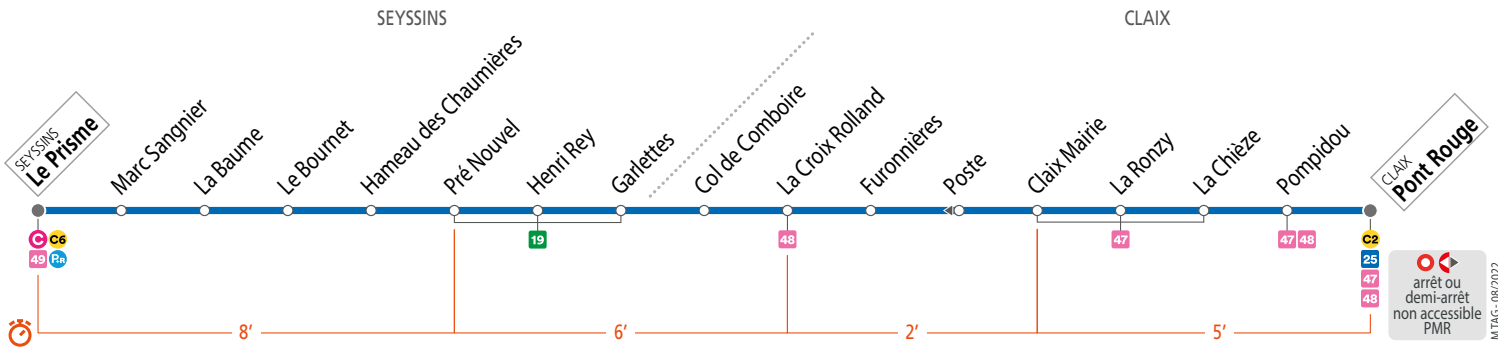 SEYSSINS
CLAIX
SEYSSINS
Le Prisme
Marc Sangnier
La Baume
Le Bournet
Hameau des Chaumières
Pré Nouvel
Henri Rey
Garlettes
Col de Comboire
La Croix Rolland
Furonnières
Poste
Claix Mairie
La Ronzy
La Chièze
Pompidou
CLAIX
Pont Rouge
C C6
49 P+R
19
48
47
47 48
C2
25
47
48
8’
6’
2’
5’
arrêt ou
demi-arrêt
non accessible
PMR
M TAG - 08/2022